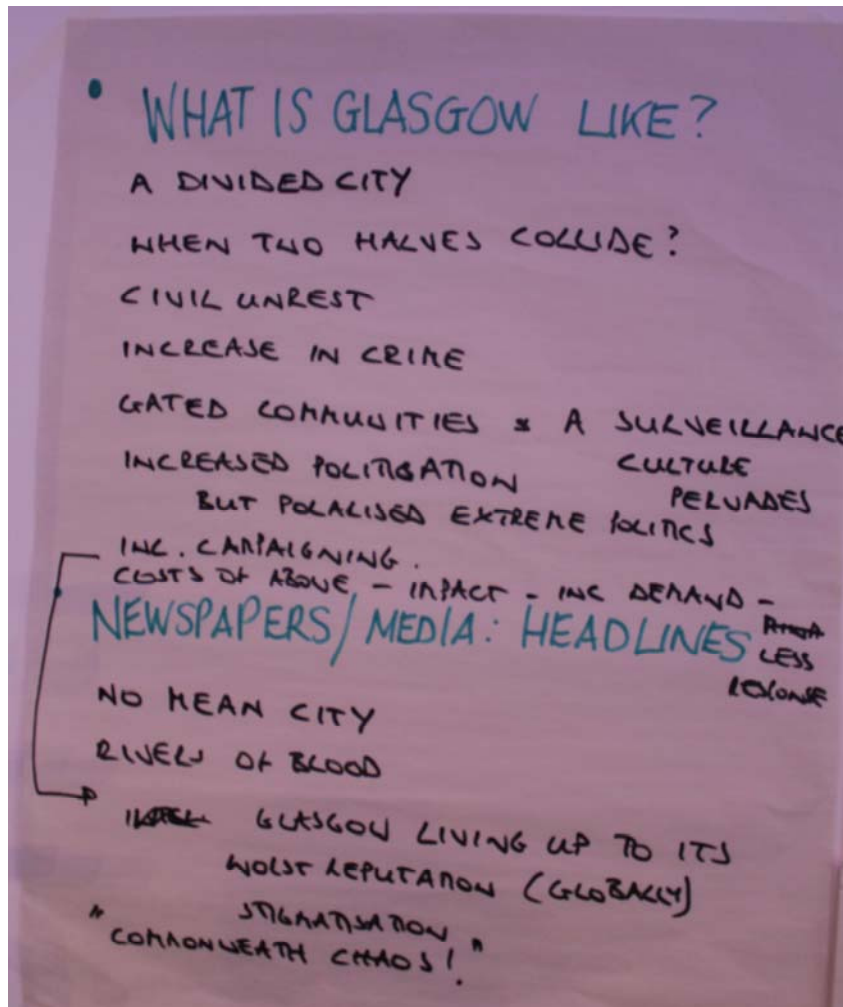 • WHAT IS GLASGOW LIKE?
A DIVIDED CITY
WHEN TWO HALVES COLLIDE?
CIVIL UNREST
INCREASE IN CRIME
GATED COMMUNITIES & A SURVEILLANCE
CULTURE
PERVADES
INCREASED POLITISATION
BUT POLARISED EXTREME POLITICS
INC. CAMPAIGNING.
COSTS OF ABOVE – IMPACT – INC DEMAND –
LESS
RESPONSE
• NEWSPAPERS/MEDIA: HEADLINES
NO MEAN CITY
RIVERS OF BLOOD
GLASGOW LIVING UP TO ITS
WORST REPUTATION (GLOBALLY)
STIGMATISATION
"COMMONWEATH CHAOS!"